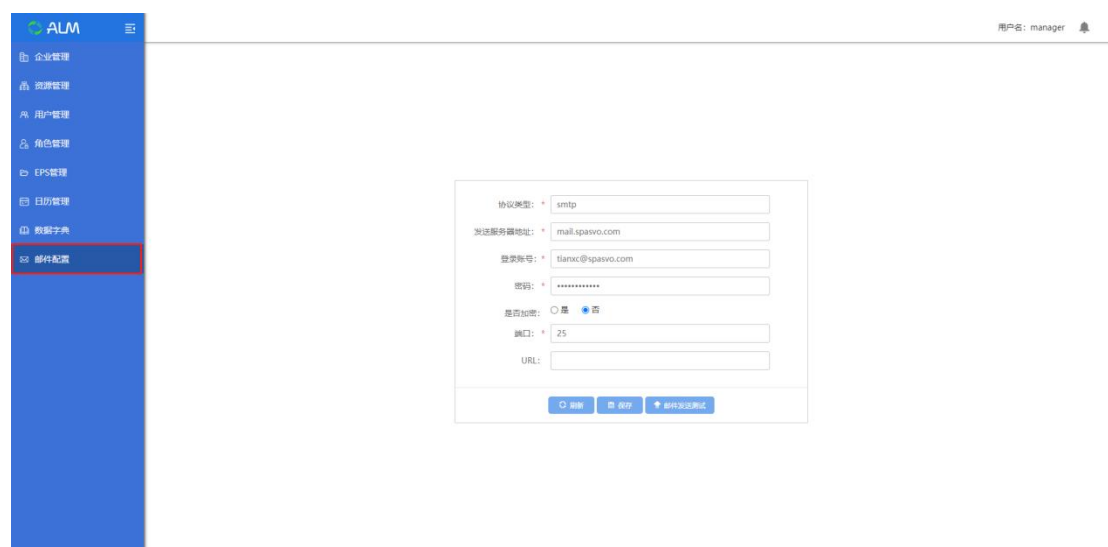 ALM
用户名：manager
企业管理
资源管理
用户管理
角色管理
EPS管理
日历管理
数据字典
邮件配置
协议类型： * smtp
发送服务器地址： * mail.spasvo.com
登录账号： * tianxc@spasvo.com
密码： * ••••••••••••
是否加密： 是 否
端口： * 25
URL：
刷新 保存 邮件发送测试